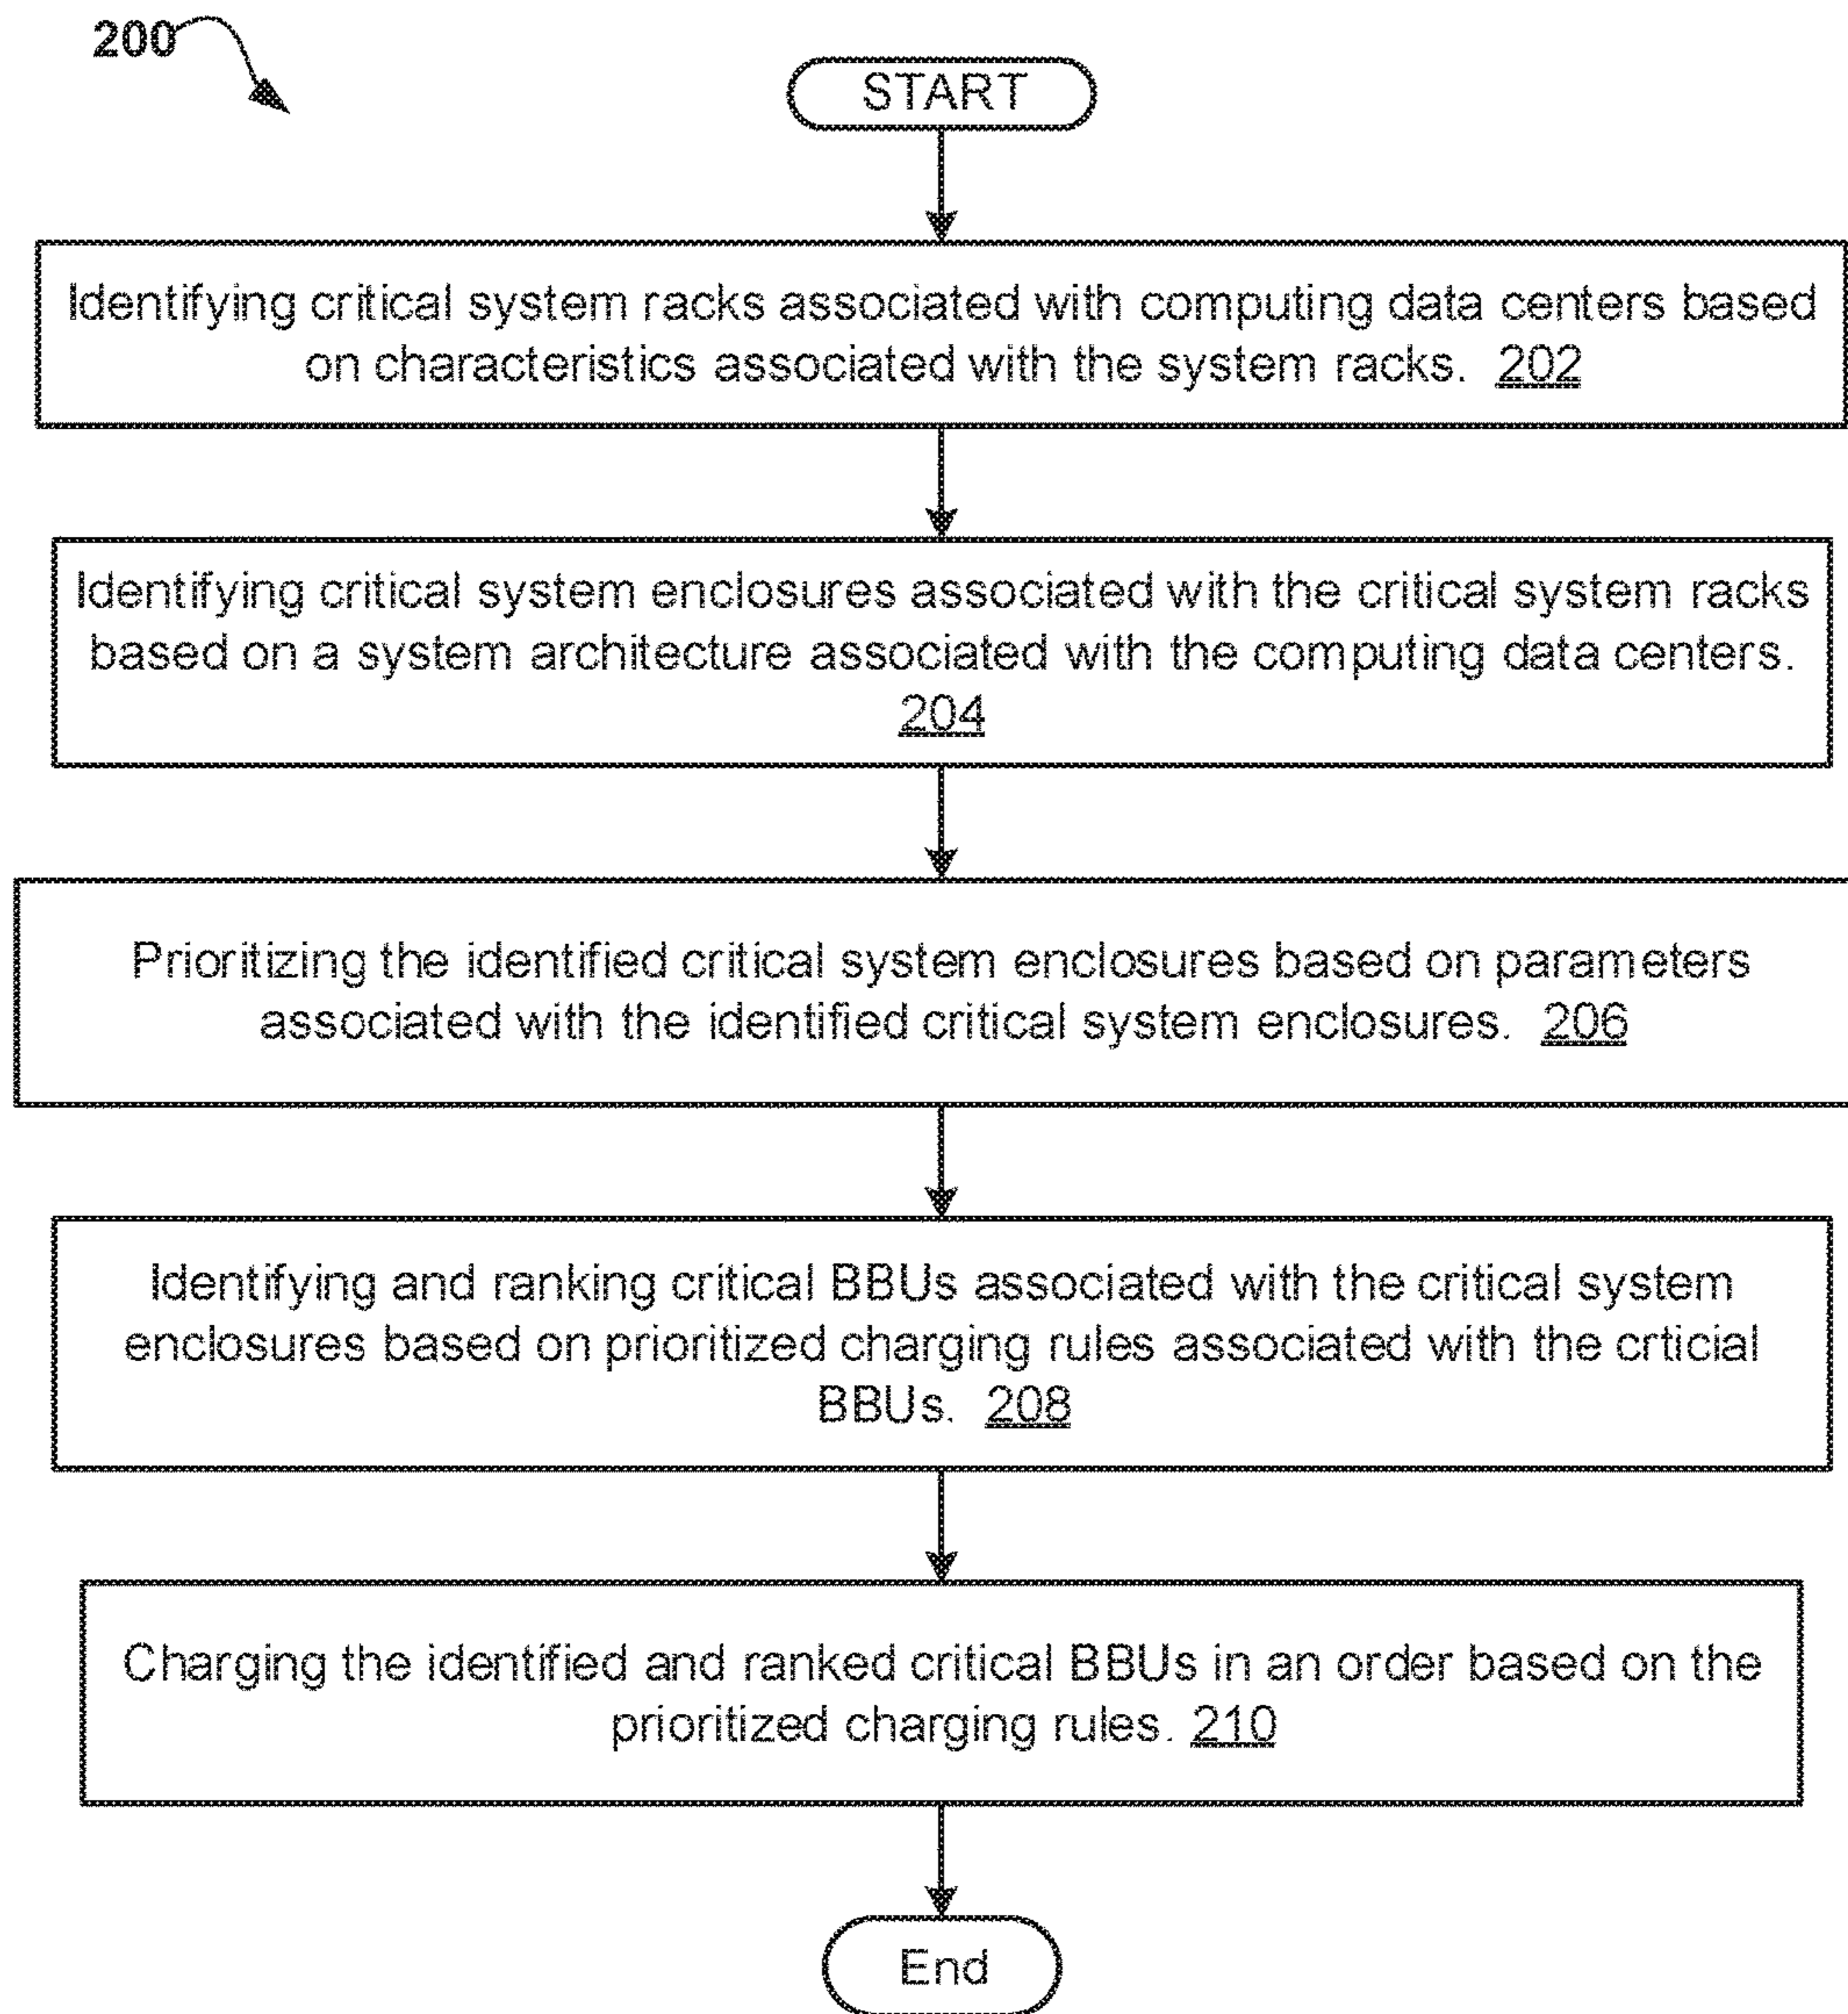 200
START
Identifying critical system racks associated with computing data centers based
on characteristics associated with the system racks. 202
Identifying critical system enclosures associated with the critical system racks
based on a system architecture associated with the computing data centers.
204
Prioritizing the identified critical system enclosures based on parameters
associated with the identified critical system enclosures. 206
Identifying and ranking critical BBUs associated with the critical system
enclosures based on prioritized charging rules associated with the crticial
BBUs. 208
Charging the identified and ranked critical BBUs in an order based on the
prioritized charging rules. 210
End